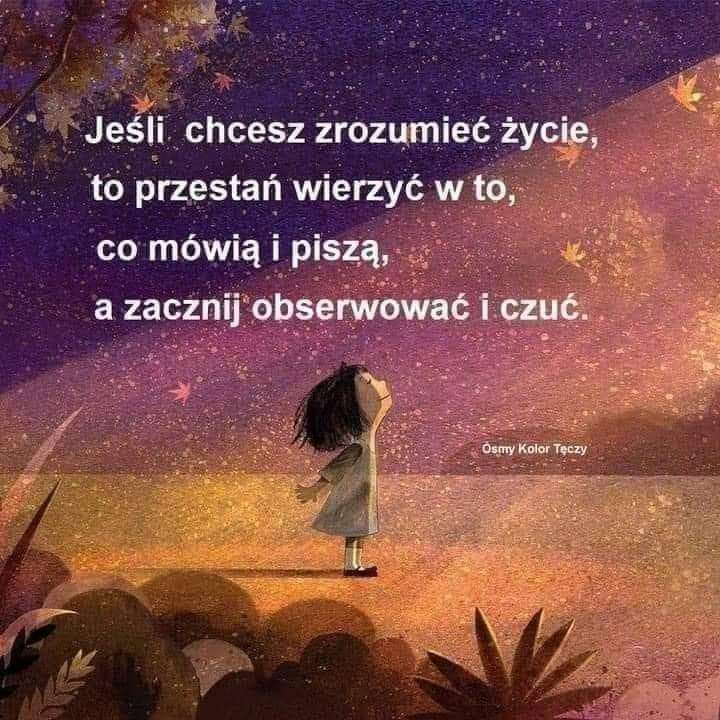 Jeśli chcesz zrozumieć życie,
to przestań wierzyć w to,
co mówią i piszą,
a zacznij obserwować i czuć.
Ósmy Kolor Tęczy